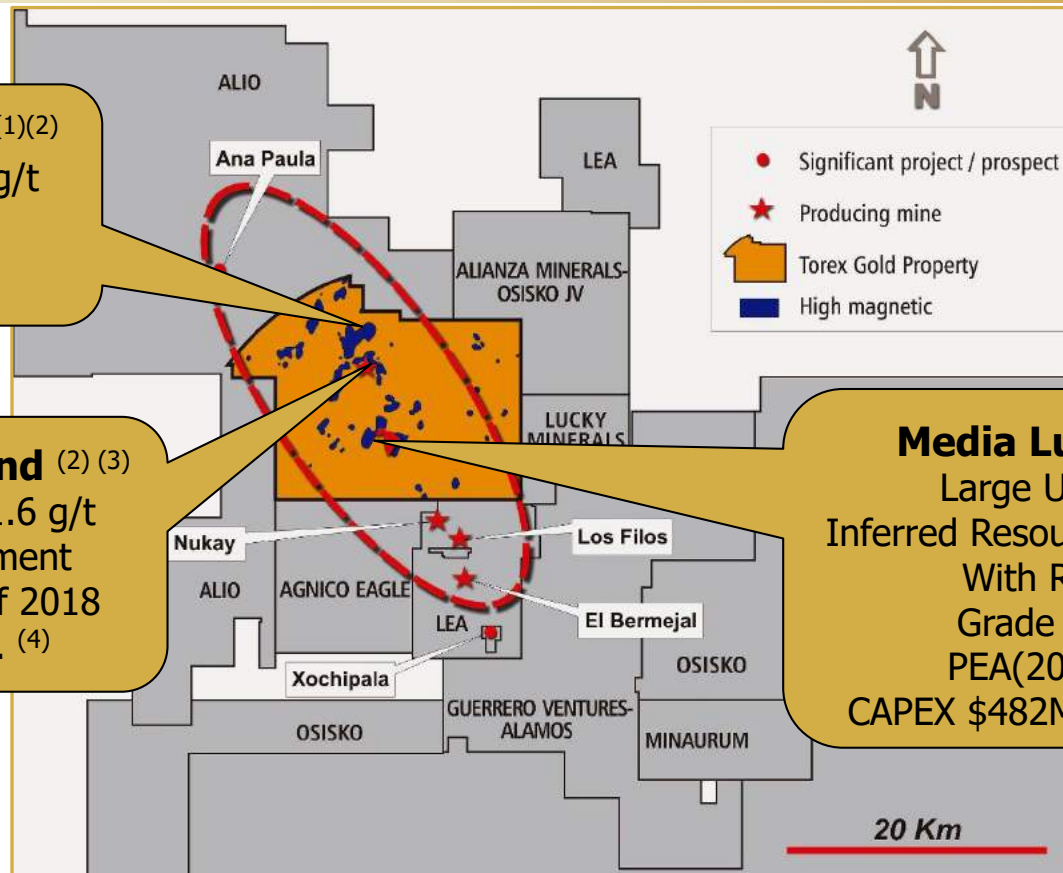 (1)(2)
g/t
nd (2) (3)
1.6 g/t
ment
f 2018
. (4)
ALIO
Ana Paula
LEA
ALIANZA MINERALS-
OSISKO JV
LUCKY
MINERALS
Nukay
Los Filos
ALIO
AGNICO EAGLE
LEA
El Bermejal
Xochipala
OSISKO
OSISKO
GUERRERO VENTURES-
ALAMOS
MINAURUM
N
Significant project / prospect
Producing mine
Torex Gold Property
High magnetic
Media Lu
Large U
Inferred Resou
With R
Grade
PEA(20
CAPEX $482M
20 Km